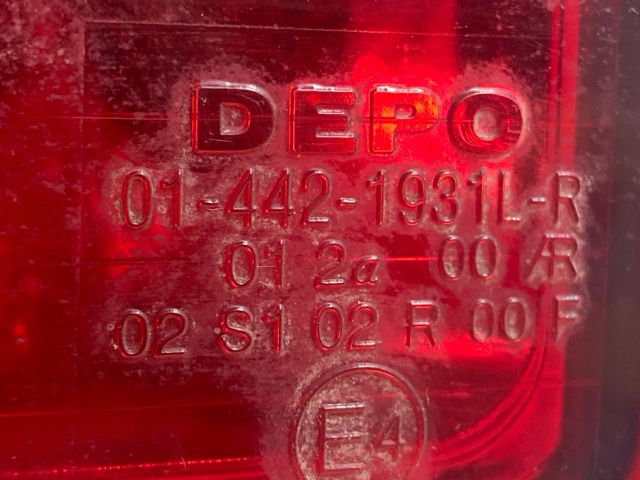 DEPO
01-442-1931L-R
01 2a 00 AR
02 S1 02 R 00 F
E4